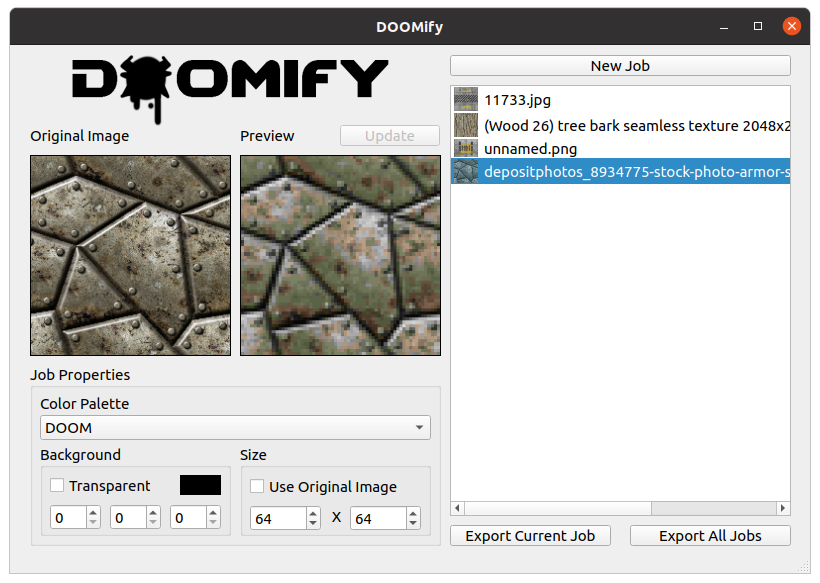 DOOMify
DOOMIFY
Original Image
Preview
Update
Job Properties
Color Palette
DOOM
Background
Transparent
0
0
0
Size
Use Original Image
64 X 64
New Job
11733.jpg
(Wood 26) tree bark seamless texture 2048x2
unnamed.png
depositphotos_8934775-stock-photo-armor-s
Export Current Job
Export All Jobs